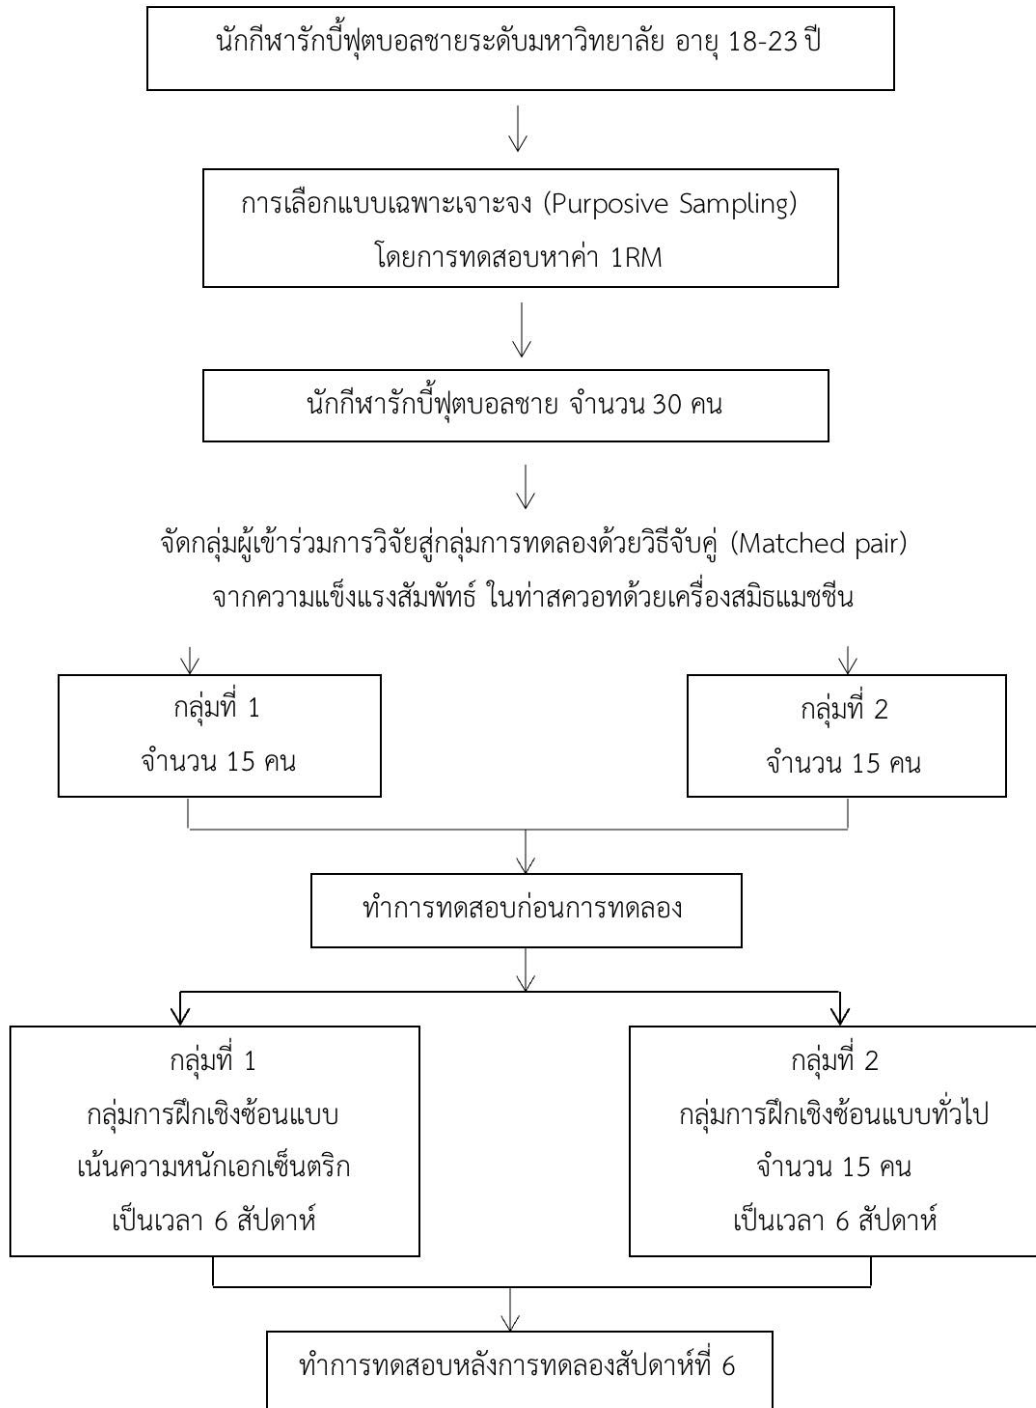 นักกีฬารักบี้ฟุตบอลชายระดับมหาวิทยาลัย อายุ 18-23 ปี
การเลือกแบบเฉพาะเจาะจง (Purposive Sampling)
โดยการทดสอบหาค่า 1RM
นักกีฬารักบี้ฟุตบอลชาย จำนวน 30 คน
จัดกลุ่มผู้เข้าร่วมการวิจัยสู่กลุ่มการทดลองด้วยวิธีจับคู่ (Matched pair)
จากความแข็งแรงสัมพัทธ์ ในท่าสควอทด้วยเครื่องสมิธแมชชีน
กลุ่มที่ 1
จำนวน 15 คน
กลุ่มที่ 2
จำนวน 15 คน
ทำการทดสอบก่อนการทดลอง
กลุ่มที่ 1
กลุ่มการฝึกเชิงซ้อนแบบ
เน้นความหนักเอกเซ็นตริก
เป็นเวลา 6 สัปดาห์
กลุ่มที่ 2
กลุ่มการฝึกเชิงซ้อนแบบทั่วไป
จำนวน 15 คน
เป็นเวลา 6 สัปดาห์
ทำการทดสอบหลังการทดลองสัปดาห์ที่ 6